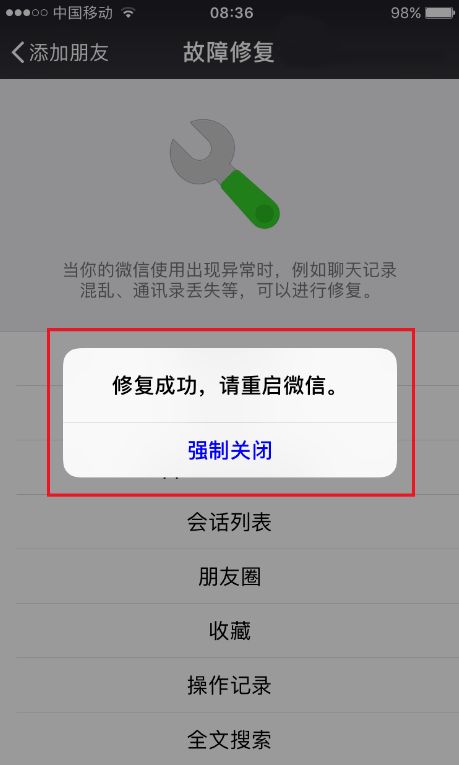 中国移动 08:36 98%
添加朋友 故障修复
当你的微信使用出现异常时，例如聊天记录
混乱、通讯录丢失等，可以进行修复。
修复成功，请重启微信。
强制关闭
会话列表
朋友圈
收藏
操作记录
全文搜索